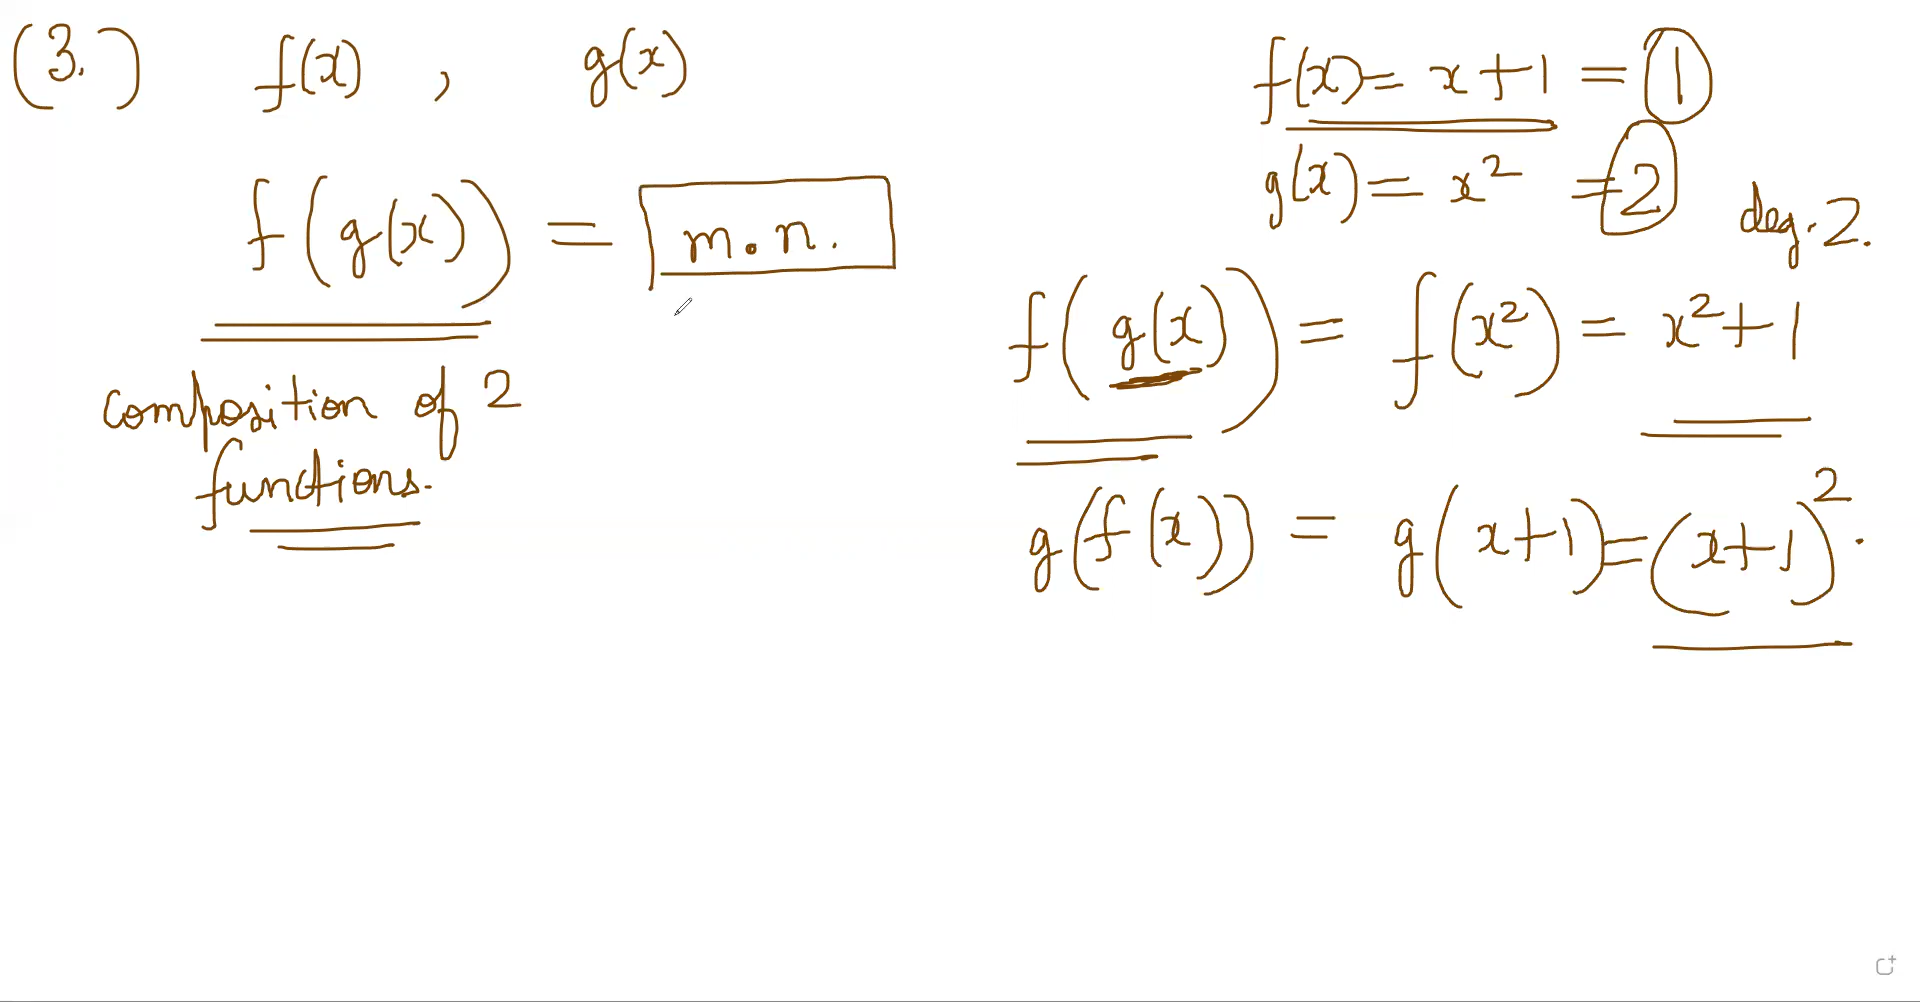 (3.) f(x) , g(x)
f(g(x)) = m.n.
composition of 2
functions.
f(x) = x+1 = 1
g(x) = x² = 2
deg. 2.
f(g(x)) = f(x²) = x²+1
g(f(x)) = g(x+1) = (x+1)².